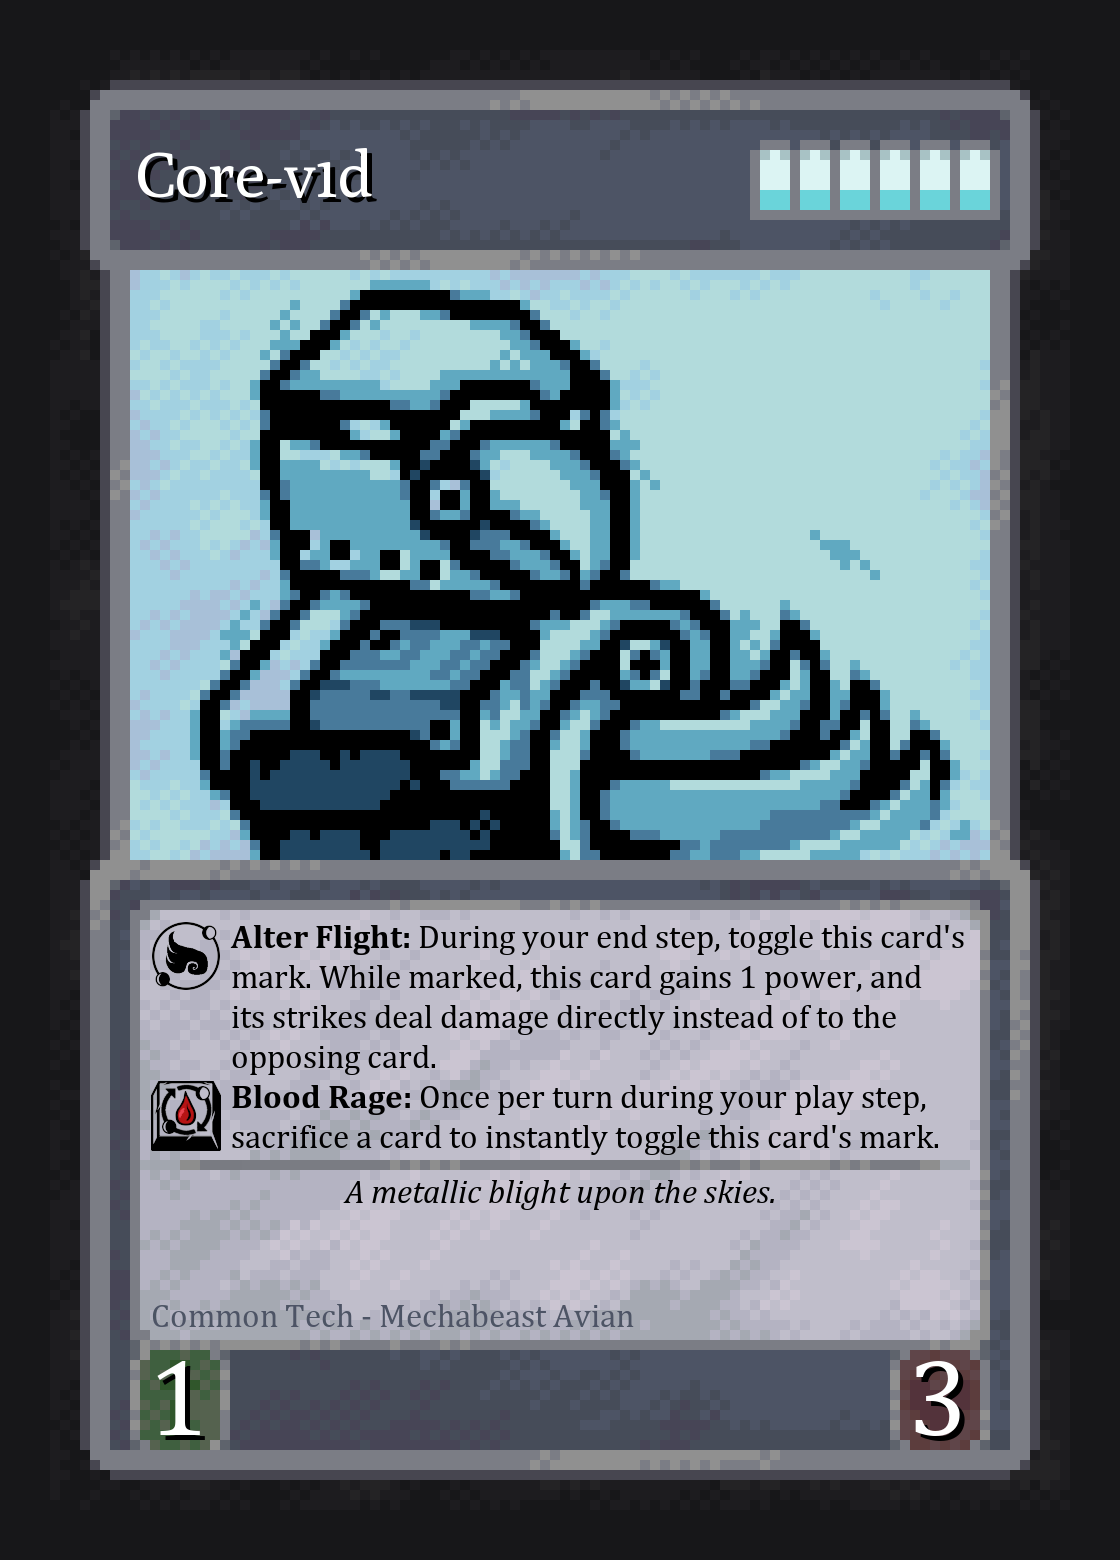 Core-v1d
Alter Flight: During your end step, toggle this card's
mark. While marked, this card gains 1 power, and
its strikes deal damage directly instead of to the
opposing card.
Blood Rage: Once per turn during your play step,
sacrifice a card to instantly toggle this card's mark.
A metallic blight upon the skies.
Common Tech - Mechabeast Avian
1
3